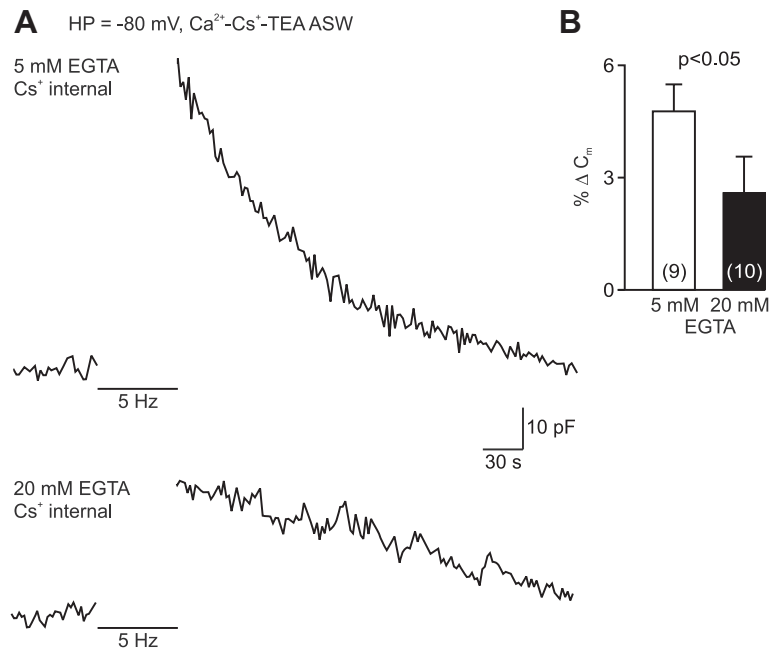 A
HP = -80 mV, Ca²⁺-Cs⁺-TEA ASW
5 mM EGTA
Cs⁺ internal
5 Hz
10 pF
30 s
20 mM EGTA
Cs⁺ internal
5 Hz
B
p<0.05
6
3
0
% Δ Cₘ
(9)
(10)
5 mM
20 mM
EGTA